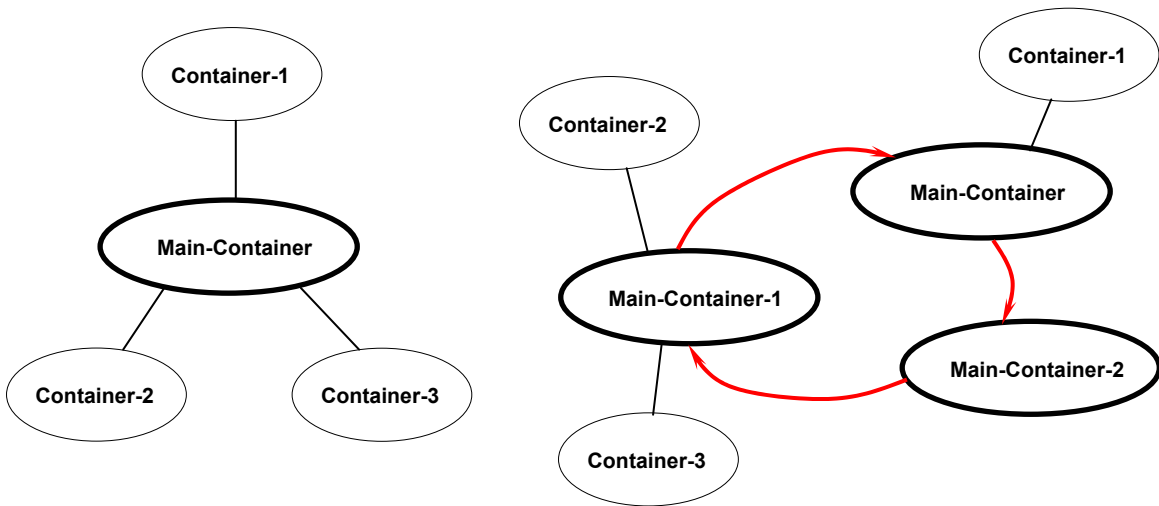 Container-1
Main-Container
Container-2
Container-3
Container-1
Container-2
Main-Container
Main-Container-1
Main-Container-2
Container-3